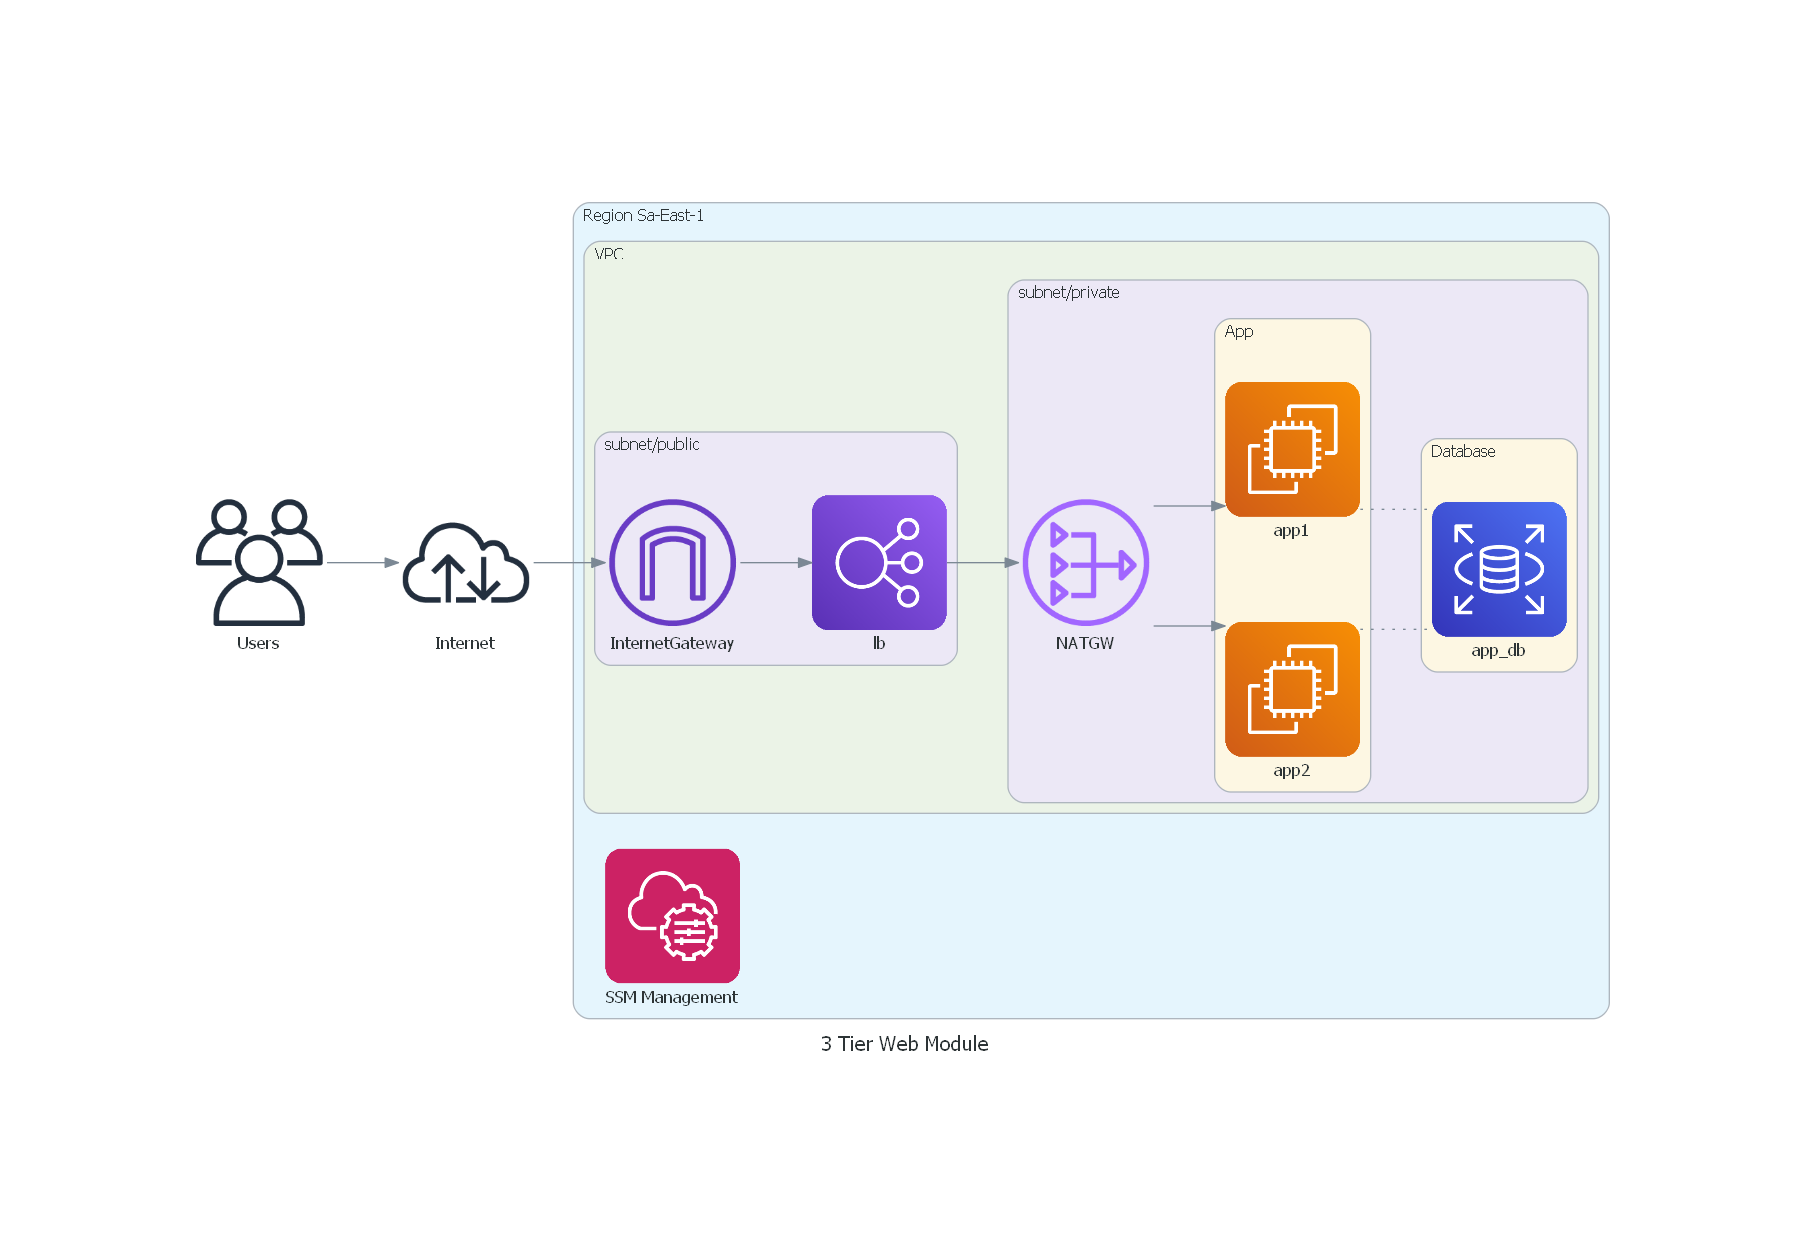 Region Sa-East-1
VPC
subnet/private
App
subnet/public
Database
app1
Users
Internet
InternetGateway
lb
NATGW
app_db
app2
SSM Management
3 Tier Web Module